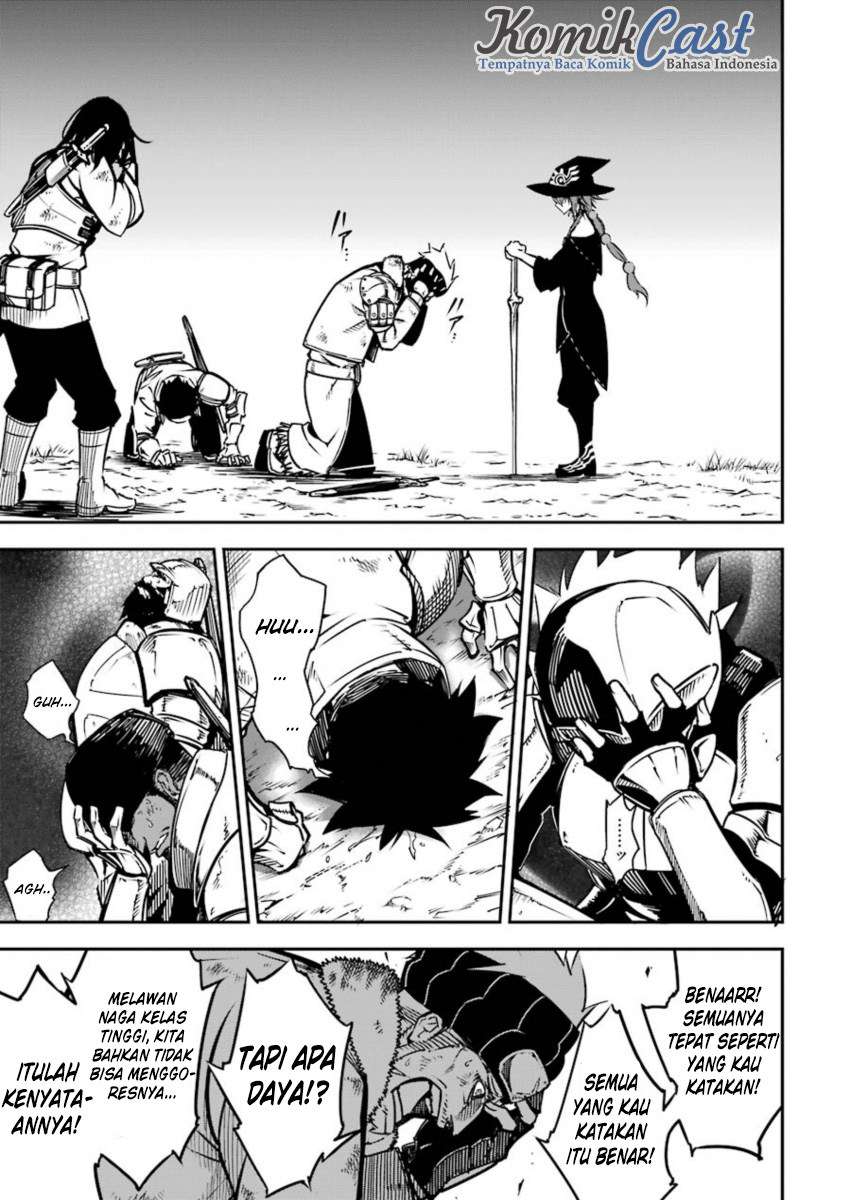 KomikCast
Tempatnya Baca Komik Bahasa Indonesia
HUU...
...
...
GUH...
AGH..
BENAARR!
SEMUANYA
TEPAT SEPERTI
YANG KAU
KATAKAN!
SEMUA
YANG KAU
KATAKAN
ITU BENAR!
TAPI APA
DAYA!?
MELAWAN
NAGA KELAS
TINGGI, KITA
BAHKAN TIDAK
BISA MENGGO-
RESNYA...
ITULAH
KENYATA-
ANNYA!